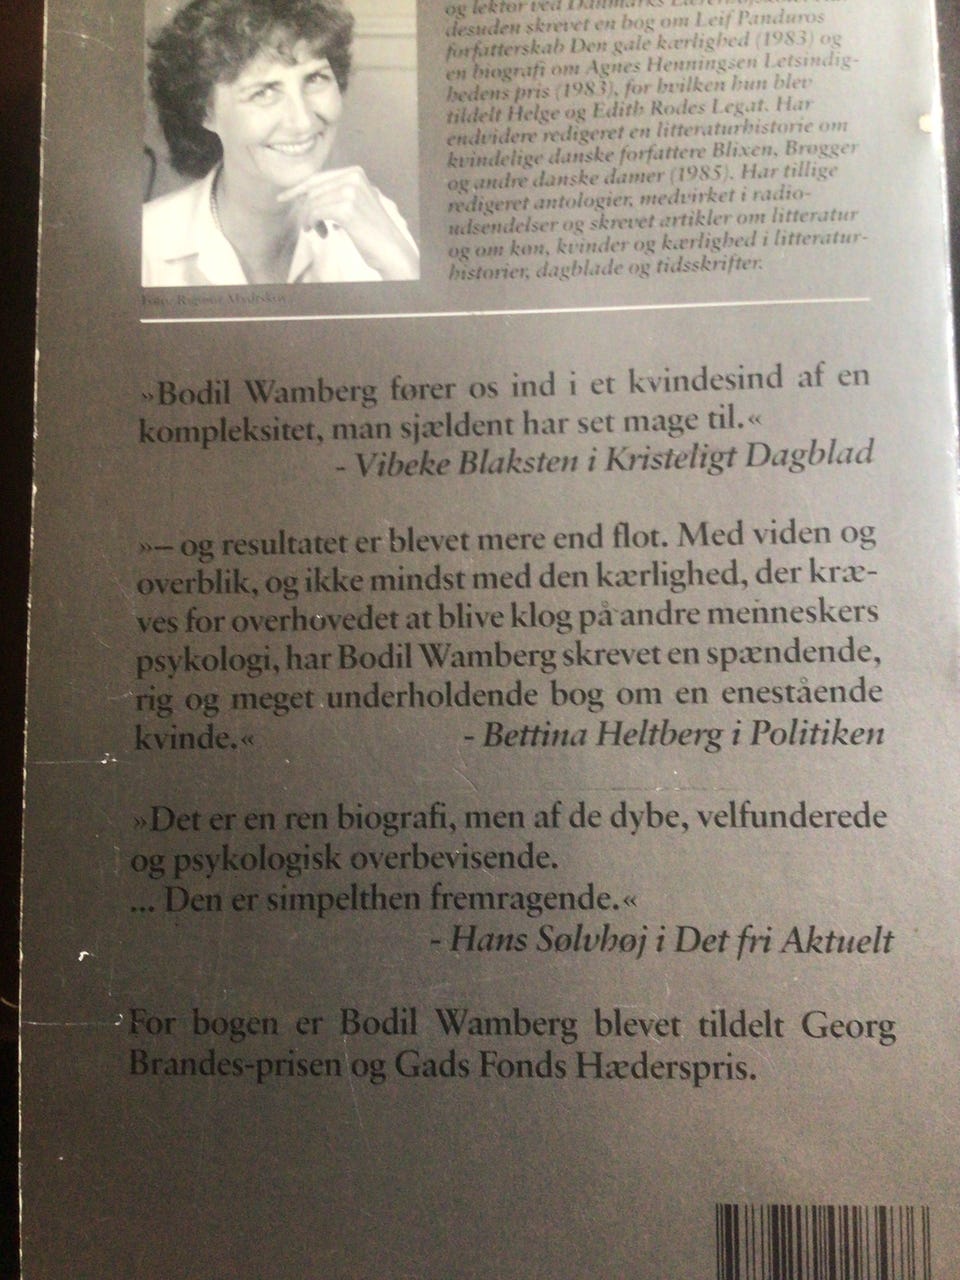 og lektor ved Danmarks Lærerhøjskole. Har
desuden skrevet en bog om Leif Panduros
forfatterskab Den gale kærlighed (1983) og
en biografi om Agnes Henningsen Letsindig-
hedens pris (1983), for hvilken hun blev
tildelt Helge og Edith Rodes Legat. Har
endvidere redigeret en litteraturhistorie om
kvindelige danske forfattere Blixen, Brøgger
og andre danske damer (1985). Har tillige
redigeret antologier, medvirket i radio-
udsendelser og skrevet artikler om litteratur
og om køn, kvinder og kærlighed i litteratur-
historier, dagblade og tidsskrifter.
Foto: Rigmor Mydtskov
»Bodil Wamberg fører os ind i et kvindesind af en
kompleksitet, man sjældent har set mage til.«
- Vibeke Blaksten i Kristeligt Dagblad
»– og resultatet er blevet mere end flot. Med viden og
overblik, og ikke mindst med den kærlighed, der kræ-
ves for overhovedet at blive klog på andre menneskers
psykologi, har Bodil Wamberg skrevet en spændende,
rig og meget underholdende bog om en enestående
kvinde.« - Bettina Heltberg i Politiken
»Det er en ren biografi, men af de dybe, velfunderede
og psykologisk overbevisende.
... Den er simpelthen fremragende.«
- Hans Sølvhøj i Det fri Aktuelt
For bogen er Bodil Wamberg blevet tildelt Georg
Brandes-prisen og Gads Fonds Hæderspris.